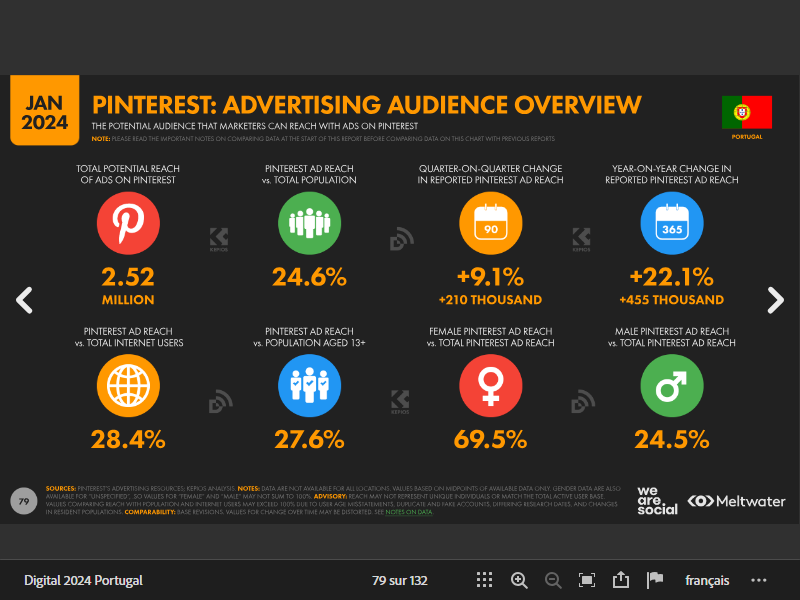 JAN
2024
PINTEREST: ADVERTISING AUDIENCE OVERVIEW
THE POTENTIAL AUDIENCE THAT MARKETERS CAN REACH WITH ADS ON PINTEREST
NOTE: PLEASE READ THE IMPORTANT NOTES ON COMPARING DATA AT THE START OF THIS REPORT BEFORE COMPARING DATA ON THIS CHART WITH PREVIOUS REPORTS
PORTUGAL
TOTAL POTENTIAL REACH
OF ADS ON PINTEREST
PINTEREST AD REACH
vs. TOTAL POPULATION
QUARTER-ON-QUARTER CHANGE
IN REPORTED PINTEREST AD REACH
YEAR-ON-YEAR CHANGE IN
REPORTED PINTEREST AD REACH
90
365
KEPIOS
KEPIOS
2.52
MILLION
24.6%
+9.1%
+210 THOUSAND
+22.1%
+455 THOUSAND
PINTEREST AD REACH
vs. TOTAL INTERNET USERS
PINTEREST AD REACH
vs. POPULATION AGED 13+
FEMALE PINTEREST AD REACH
vs. TOTAL PINTEREST AD REACH
MALE PINTEREST AD REACH
vs. TOTAL PINTEREST AD REACH
KEPIOS
28.4%
27.6%
69.5%
24.5%
79
SOURCES: PINTEREST'S ADVERTISING RESOURCES; KEPIOS ANALYSIS. NOTES: DATA ARE NOT AVAILABLE FOR ALL LOCATIONS. VALUES BASED ON MIDPOINTS OF AVAILABLE DATA ONLY. GENDER DATA ARE ALSO
AVAILABLE FOR "UNSPECIFIED", SO VALUES FOR "FEMALE" AND "MALE" MAY NOT SUM TO 100%. ADVISORY: REACH MAY NOT REPRESENT UNIQUE INDIVIDUALS OR MATCH THE TOTAL ACTIVE USER BASE.
VALUES COMPARING REACH WITH POPULATION AND INTERNET USERS MAY EXCEED 100% DUE TO USER AGE MISSTATEMENTS, DUPLICATE AND FAKE ACCOUNTS, DIFFERING RESEARCH DATES, AND CHANGES
IN RESIDENT POPULATIONS. COMPARABILITY: BASE REVISIONS. VALUES FOR CHANGE OVER TIME MAY BE DISTORTED. SEE NOTES ON DATA
we
are.
social
Meltwater
Digital 2024 Portugal
79 sur 132
français